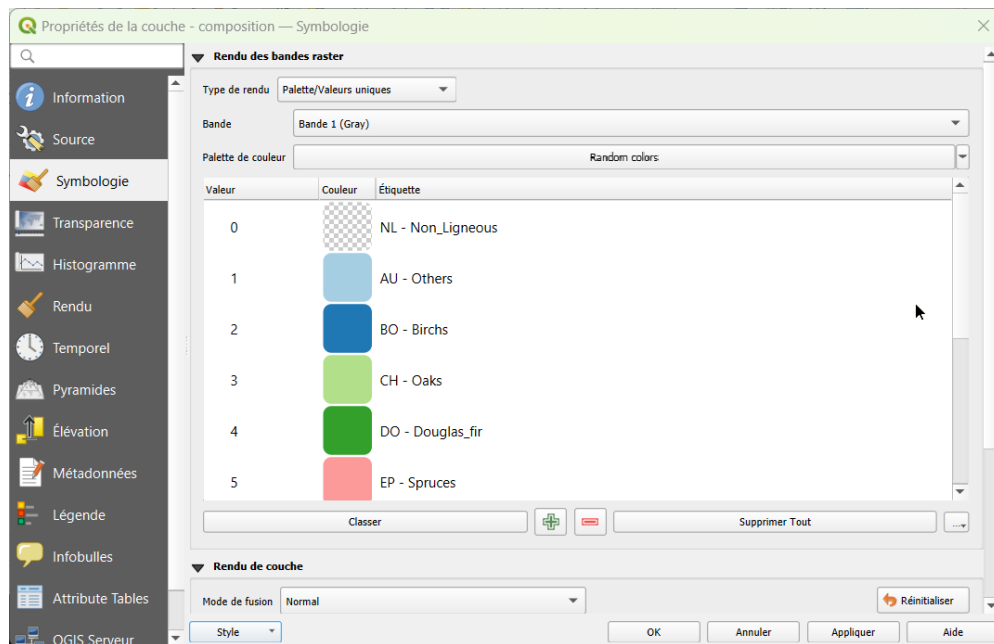 Propriétés de la couche - composition — Symbologie
Information
Source
Symbologie
Transparence
Histogramme
Rendu
Temporel
Pyramides
Élévation
Métadonnées
Légende
Infobulles
Attribute Tables
QGIS Serveur
Rendu des bandes raster
Type de rendu Palette/Valeurs uniques
Bande Bande 1 (Gray)
Palette de couleur Random colors
Valeur Couleur Étiquette
0 NL - Non_Ligneous
1 AU - Others
2 BO - Birchs
3 CH - Oaks
4 DO - Douglas_fir
5 EP - Spruces
Classer Supprimer Tout ...
Rendu de couche
Mode de fusion Normal Réinitialiser
Style OK Annuler Appliquer Aide